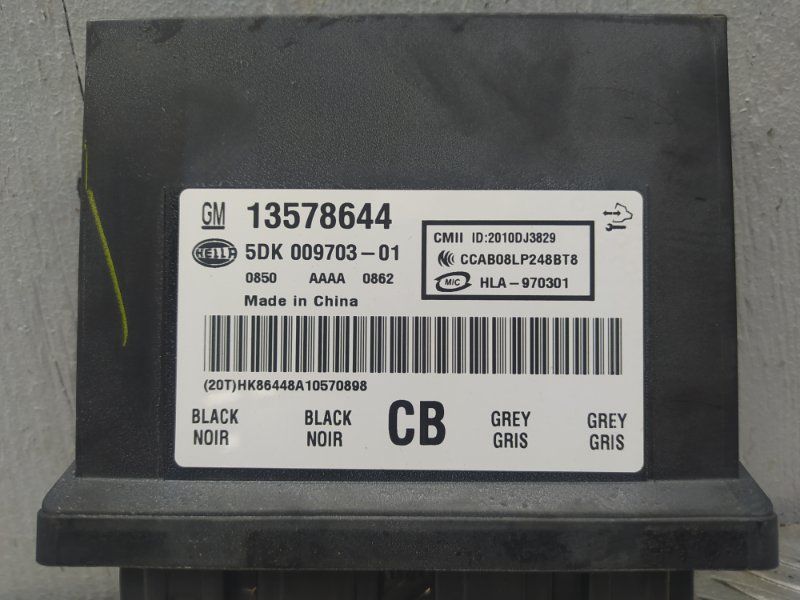 GM 13578644
HELLA 5DK 009703-01
0850 AAAA 0862
Made in China
CMII ID:2010DJ3829
CCC CCAB08LP248BT8
MIC HLA-970301
(20T)HK86448A10570898
BLACK BLACK CB GREY GREY
NOIR NOIR GRIS GRIS